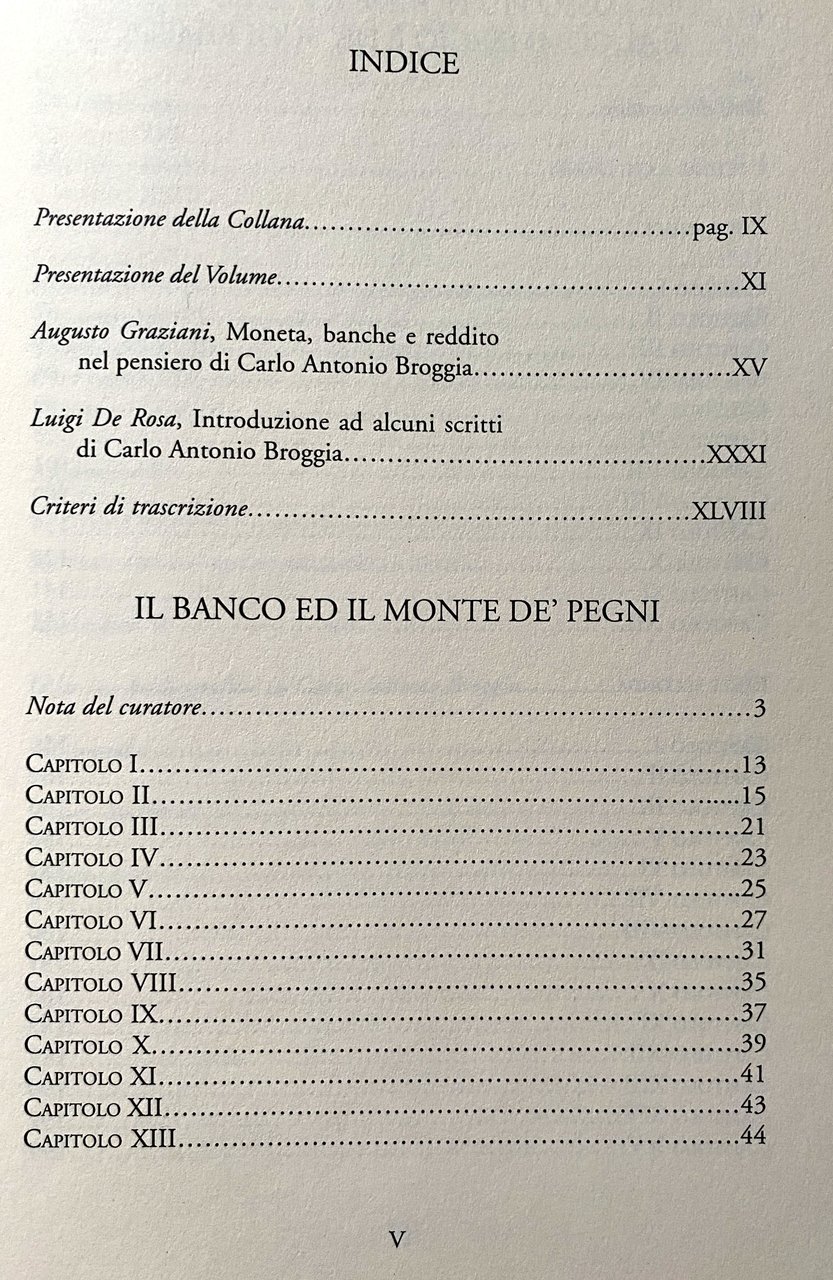 INDICE
Presentazione della Collana.......................................pag. IX
Presentazione del Volume..............................................XI
Augusto Graziani, Moneta, banche e reddito
nel pensiero di Carlo Antonio Broggia..........................XV
Luigi De Rosa, Introduzione ad alcuni scritti
di Carlo Antonio Broggia....................................XXXI
Criteri di trascrizione............................................XLVIII
IL BANCO ED IL MONTE DE' PEGNI
Nota del curatore.......................................................3
CAPITOLO I............................................................13
CAPITOLO II...........................................................15
CAPITOLO III..........................................................21
CAPITOLO IV..........................................................23
CAPITOLO V...........................................................25
CAPITOLO VI..........................................................27
CAPITOLO VII.........................................................31
CAPITOLO VIII........................................................35
CAPITOLO IX..........................................................37
CAPITOLO X...........................................................39
CAPITOLO XI..........................................................41
CAPITOLO XII.........................................................43
CAPITOLO XIII........................................................44
V